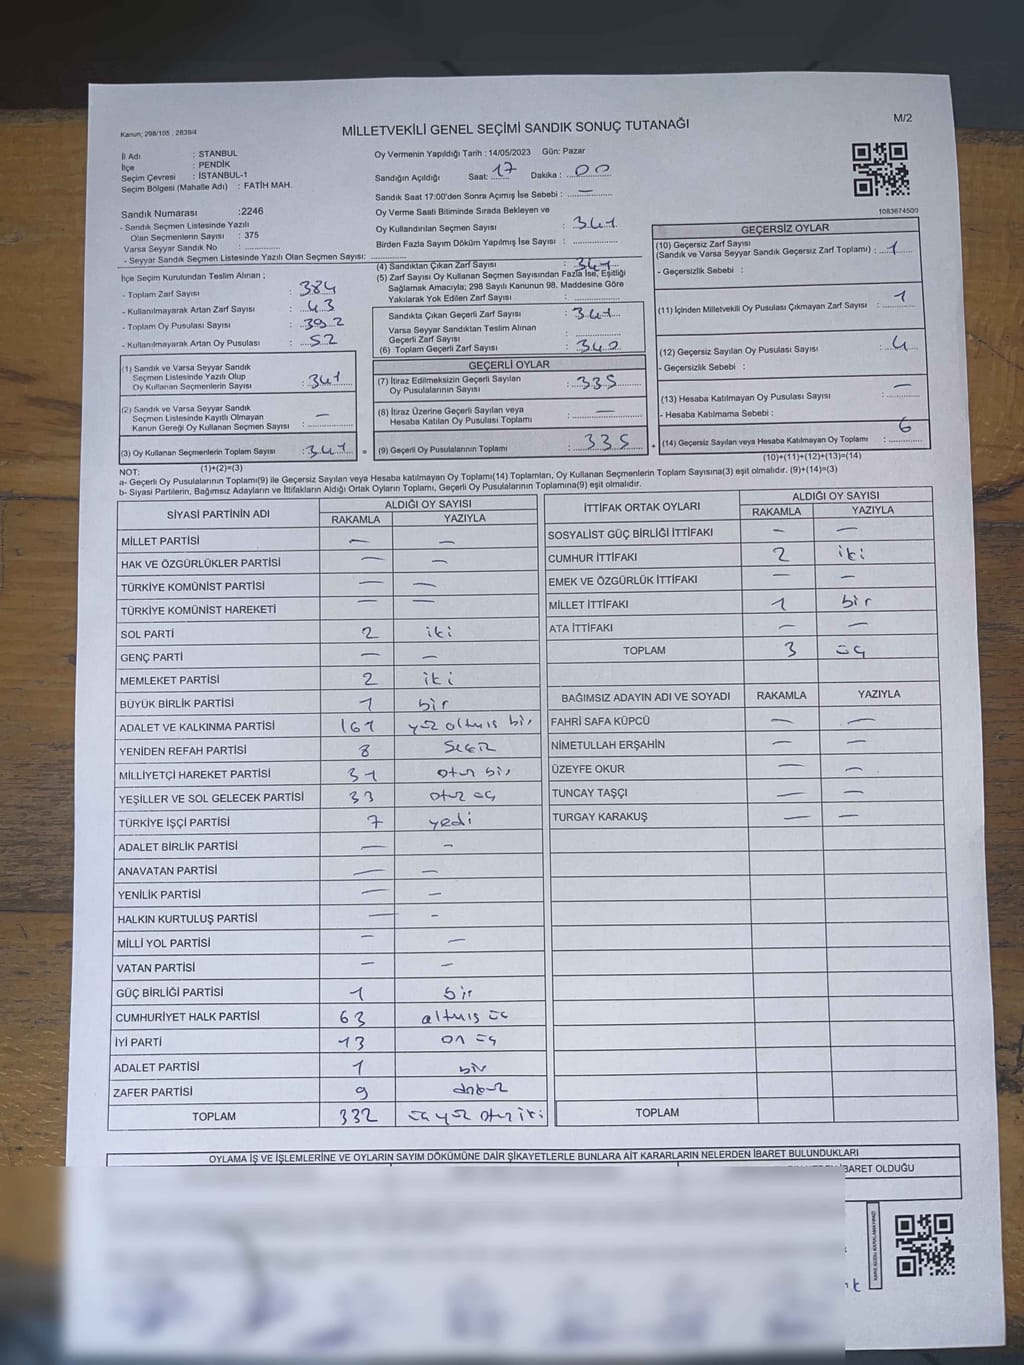 Kanun; 298/105 , 2839/4
MİLLETVEKİLİ GENEL SEÇİMİ SANDIK SONUÇ TUTANAĞI
M/2
İl Adı : STANBUL
İlçe : PENDİK
Seçim Çevresi : İSTANBUL-1
Seçim Bölgesi (Mahalle Adı) : FATİH MAH.
Oy Vermenin Yapıldığı Tarih : 14/05/2023 Gün: Pazar
Sandığın Açıldığı Saat: 17 Dakika : 00
Sandık Saat 17:00'den Sonra Açmış İse Sebebi : —
Oy Verme Saati Bitiminde Sırada Bekleyen ve
Oy Kullandırılan Seçmen Sayısı : 341
Birden Fazla Sayım Döküm Yapılmış İse Sayısı :
Sandık Numarası :2246
- Sandık Seçmen Listesinde Yazılı
Olan Seçmenlerin Sayısı : 375
Varsa Seyyar Sandık No :
- Seyyar Sandık Seçmen Listesinde Yazılı Olan Seçmen Sayısı:
1083674500
İlçe Seçim Kurulundan Teslim Alınan ;
- Toplam Zarf Sayısı : 384
- Kullanılmayarak Artan Zarf Sayısı : 43
- Toplam Oy Pusulası Sayısı : 392
- Kullanılmayarak Artan Oy Pusulası : 52
(1) Sandık ve Varsa Seyyar Sandık
Seçmen Listesinde Yazılı Olup
Oy Kullanan Seçmenlerin Sayısı : 341
(2) Sandık ve Varsa Seyyar Sandık
Seçmen Listesinde Kayıtlı Olmayan
Kanun Gereği Oy Kullanan Seçmen Sayısı : —
(3) Oy Kullanan Seçmenlerin Toplam Sayısı : 341
(1)+(2)=(3)
(4) Sandıktan Çıkan Zarf Sayısı : 341
(5) Zarf Sayısı Oy Kullanan Seçmen Sayısından Fazla İse, Eşitliği
Sağlamak Amacıyla; 298 Sayılı Kanunun 98. Maddesine Göre
Yakılarak Yok Edilen Zarf Sayısı :
Sandıkta Çıkan Geçerli Zarf Sayısı : 341
Varsa Seyyar Sandıktan Teslim Alınan
Geçerli Zarf Sayısı :
(6) Toplam Geçerli Zarf Sayısı : 340
GEÇERLİ OYLAR
(7) İtiraz Edilmeksizin Geçerli Sayılan
Oy Pusulalarının Sayısı : 335
(8) İtiraz Üzerine Geçerli Sayılan veya
Hesaba Katılan Oy Pusulası Toplamı : —
= (9) Geçerli Oy Pusulalarının Toplamı : 335 +
GEÇERSİZ OYLAR
(10) Geçersiz Zarf Sayısı
(Sandık ve Varsa Seyyar Sandık Geçersiz Zarf Toplamı) : 1
- Geçersizlik Sebebi :
(11) İçinden Milletvekili Oy Pusulası Çıkmayan Zarf Sayısı : 1
(12) Geçersiz Sayılan Oy Pusulası Sayısı : 4
- Geçersizlik Sebebi :
(13) Hesaba Katılmayan Oy Pusulası Sayısı : —
- Hesaba Katılmama Sebebi :
(14) Geçersiz Sayılan veya Hesaba Katılmayan Oy Toplamı : 6
(10)+(11)+(12)+(13)=(14)
NOT:
a- Geçerli Oy Pusulalarının Toplamı(9) ile Geçersiz Sayılan veya Hesaba katılmayan Oy Toplamı(14) Toplamları, Oy Kullanan Seçmenlerin Toplam Sayısına(3) eşit olmalıdır. (9)+(14)=(3)
b- Siyasi Partilerin, Bağımsız Adayların ve İttifakların Aldığı Ortak Oyların Toplamı, Geçerli Oy Pusulalarının Toplamına(9) eşit olmalıdır.
SİYASİ PARTİNİN ADI ALDIĞI OY SAYISI
RAKAMLA YAZIYLA
MİLLET PARTİSİ — —
HAK VE ÖZGÜRLÜKLER PARTİSİ — —
TÜRKİYE KOMÜNİST PARTİSİ — —
TÜRKİYE KOMÜNİST HAREKETİ — —
SOL PARTİ 2 iki
GENÇ PARTİ — —
MEMLEKET PARTİSİ 2 iki
BÜYÜK BİRLİK PARTİSİ 1 bir
ADALET VE KALKINMA PARTİSİ 161 yüz altmış bir
YENİDEN REFAH PARTİSİ 8 Sekiz
MİLLİYETÇİ HAREKET PARTİSİ 31 otuz bir
YEŞİLLER VE SOL GELECEK PARTİSİ 33 otuz üç
TÜRKİYE İŞÇİ PARTİSİ 7 yedi
ADALET BİRLİK PARTİSİ — —
ANAVATAN PARTİSİ — —
YENİLİK PARTİSİ — —
HALKIN KURTULUŞ PARTİSİ — —
MİLLİ YOL PARTİSİ — —
VATAN PARTİSİ — —
GÜÇ BİRLİĞİ PARTİSİ 1 bir
CUMHURİYET HALK PARTİSİ 63 altmış üç
İYİ PARTİ 13 on üç
ADALET PARTİSİ 1 bir
ZAFER PARTİSİ 9 dokuz
TOPLAM 332 üç yüz otuz iki
İTTİFAK ORTAK OYLARI ALDIĞI OY SAYISI
RAKAMLA YAZIYLA
SOSYALİST GÜÇ BİRLİĞİ İTTİFAKI — —
CUMHUR İTTİFAKI 2 iki
EMEK VE ÖZGÜRLÜK İTTİFAKI — —
MİLLET İTTİFAKI 1 bir
ATA İTTİFAKI — —
TOPLAM 3 üç
BAĞIMSIZ ADAYIN ADI VE SOYADI RAKAMLA YAZIYLA
FAHRİ SAFA KÜPCÜ — —
NİMETULLAH ERŞAHİN — —
ÜZEYFE OKUR — —
TUNCAY TAŞÇI — —
TURGAY KARAKUŞ — —
TOPLAM
OYLAMA İŞ VE İŞLEMLERİNE VE OYLARIN SAYIM DÖKÜMÜNE DAİR ŞİKAYETLERLE BUNLARA AİT KARARLARIN NELERDEN İBARET BULUNDUKLARI
İBARET OLDUĞU